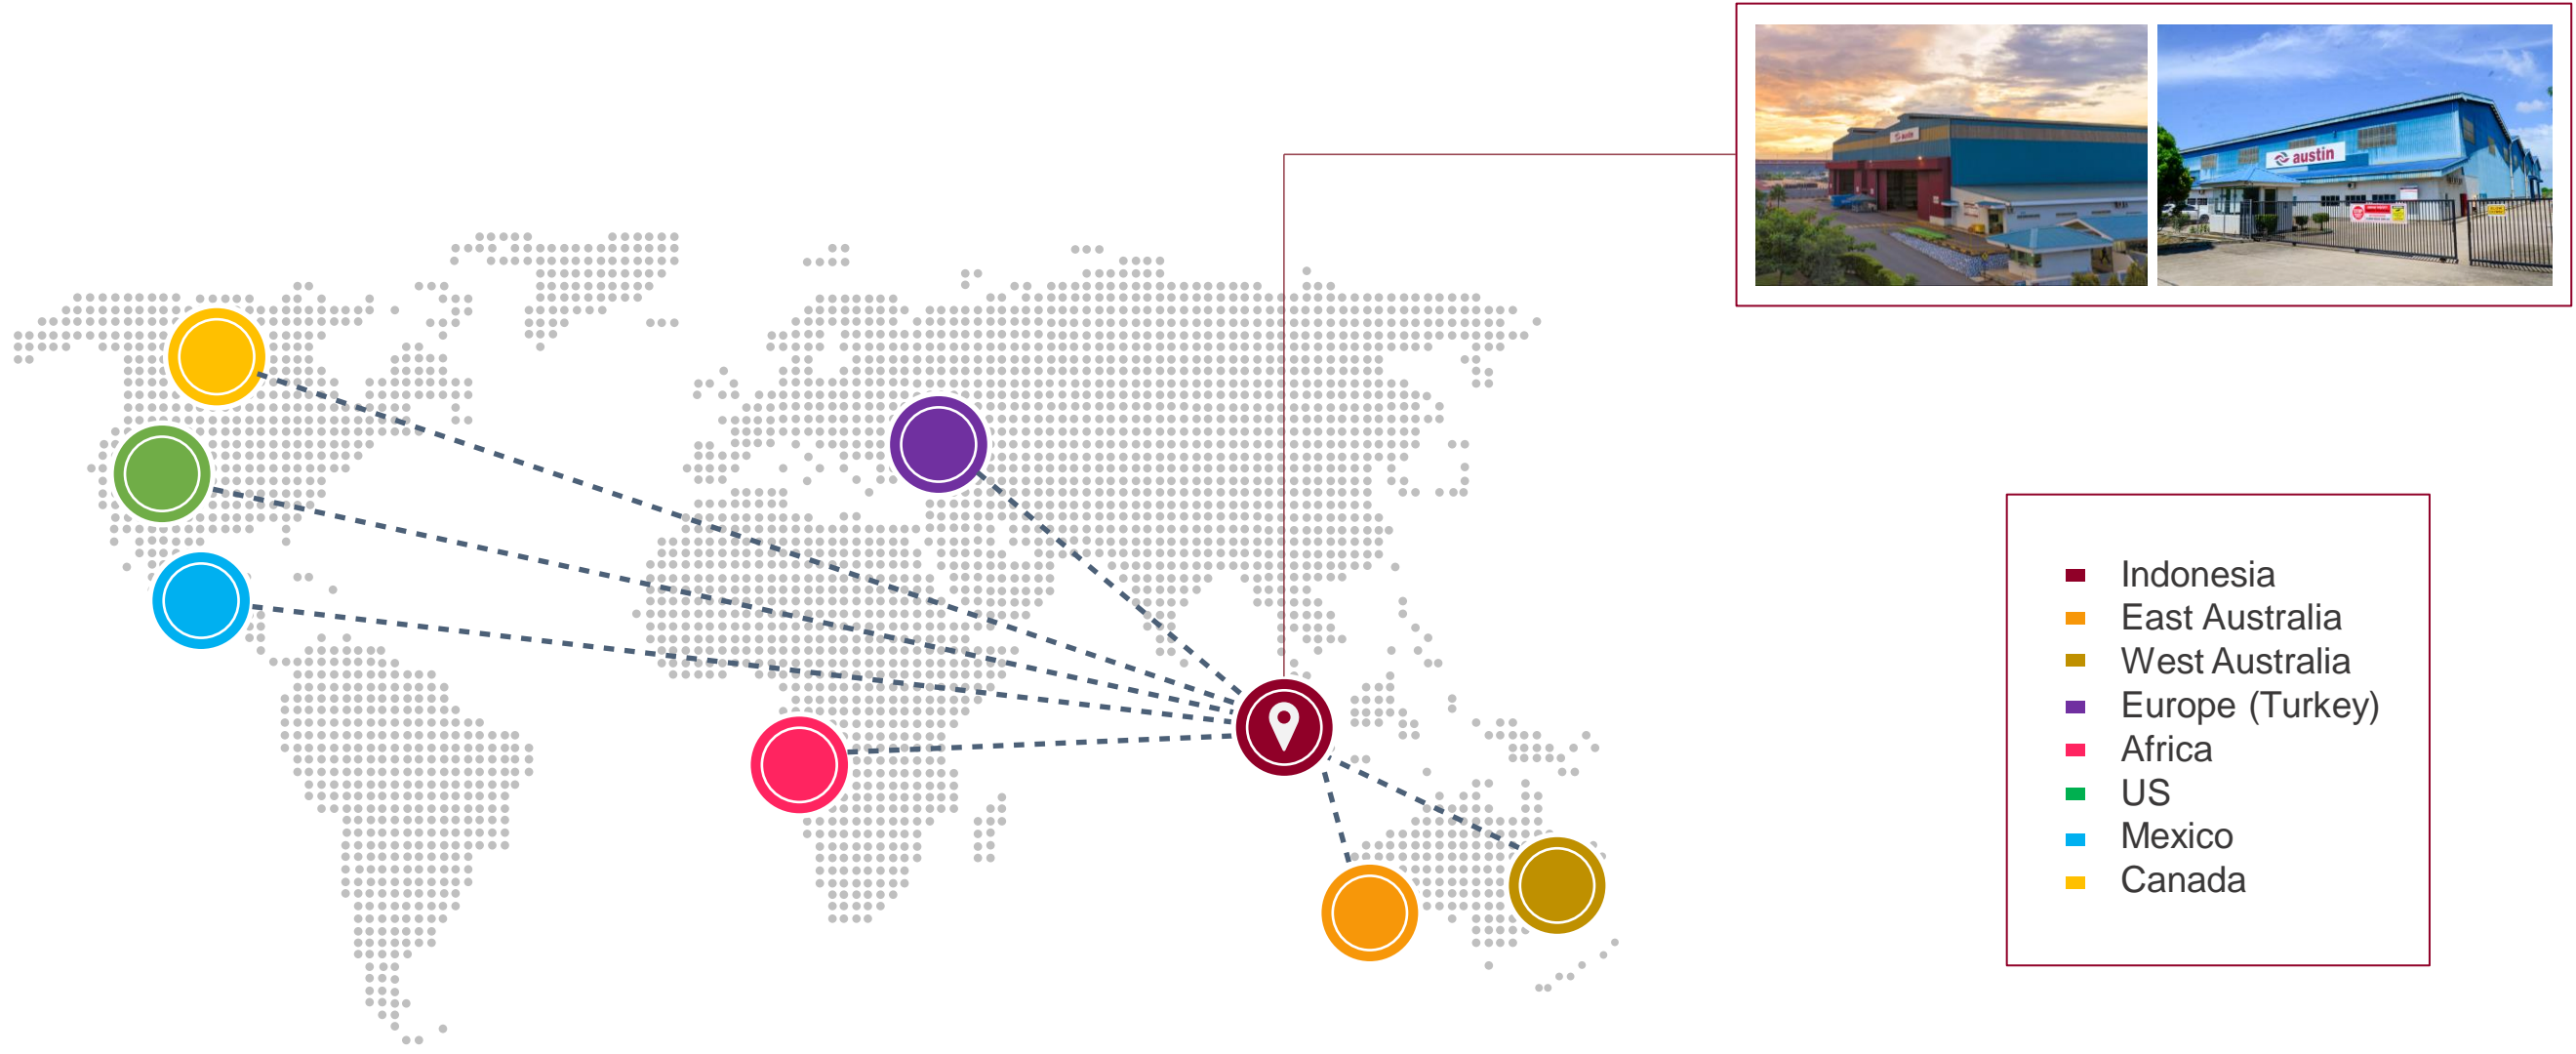 austin
austin
Indonesia
East Australia
West Australia
Europe (Turkey)
Africa
US
Mexico
Canada